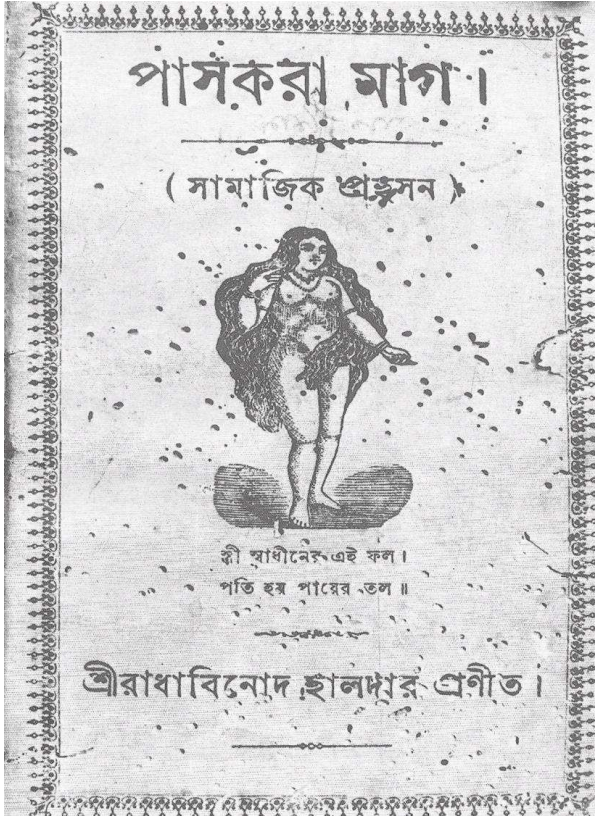 পাসকরা মাগ।
( সামাজিক প্রহসন )
স্ত্রী স্বাধীনের এই ফল।
পতি হয় পায়ের তল॥
শ্রীরাধাবিনোদ হালদার প্রণীত।